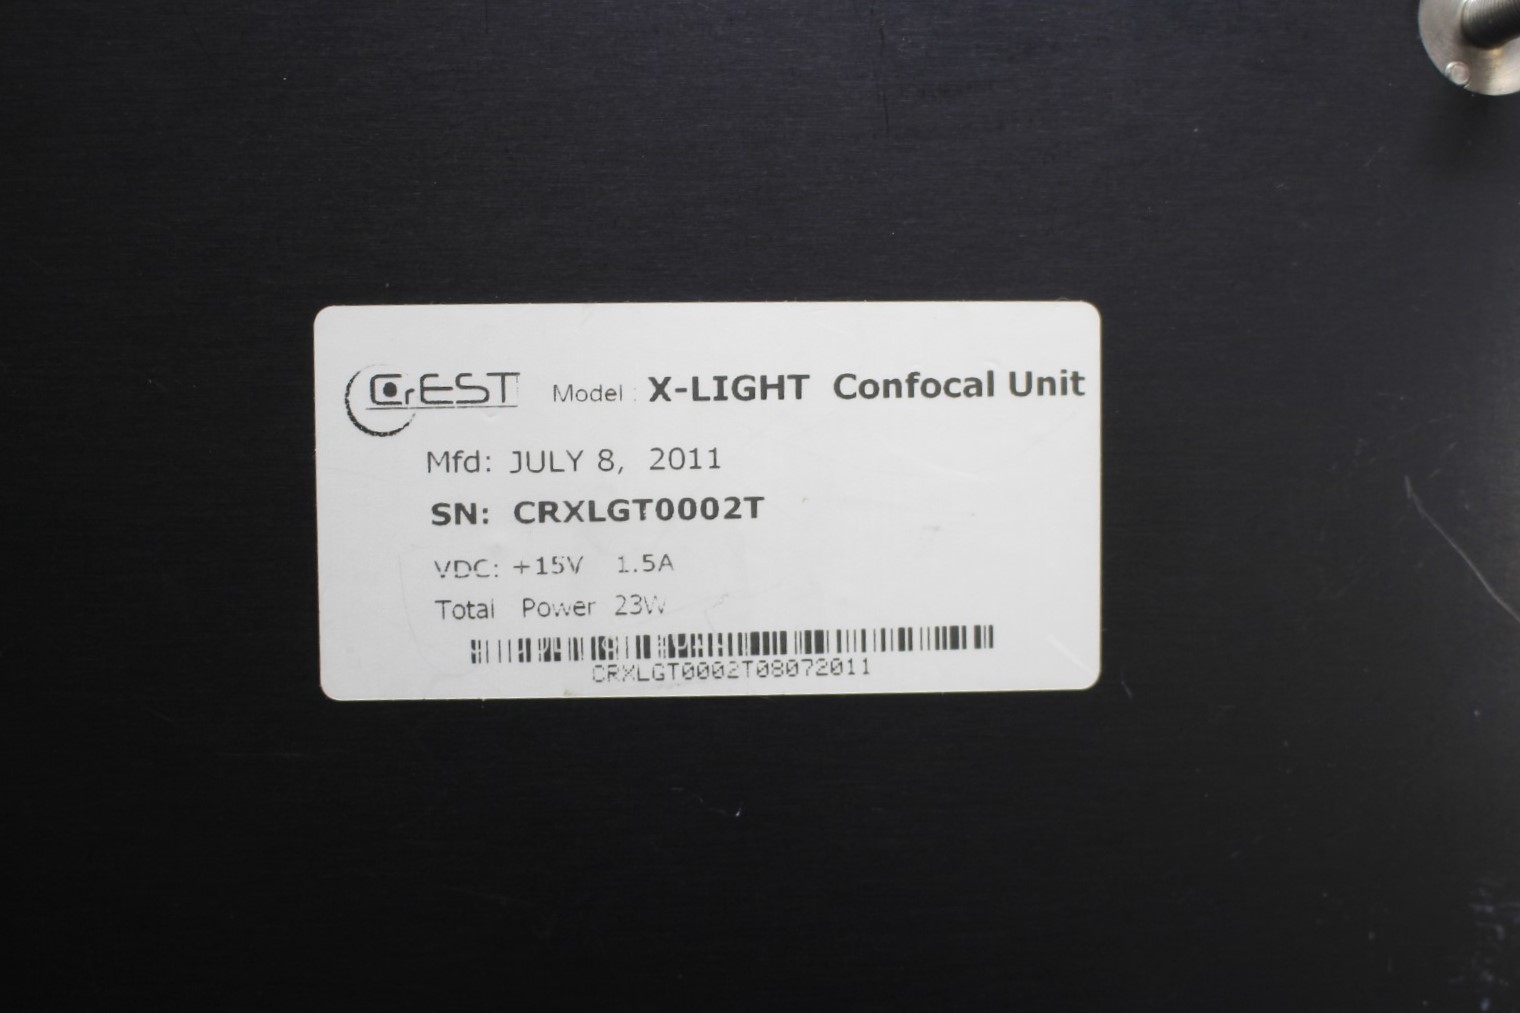 CrEST Model : X-LIGHT Confocal Unit
Mfd: JULY 8, 2011
SN: CRXLGT0002T
VDC: +15V 1.5A
Total Power 23W
CRXLGT0002T08072011